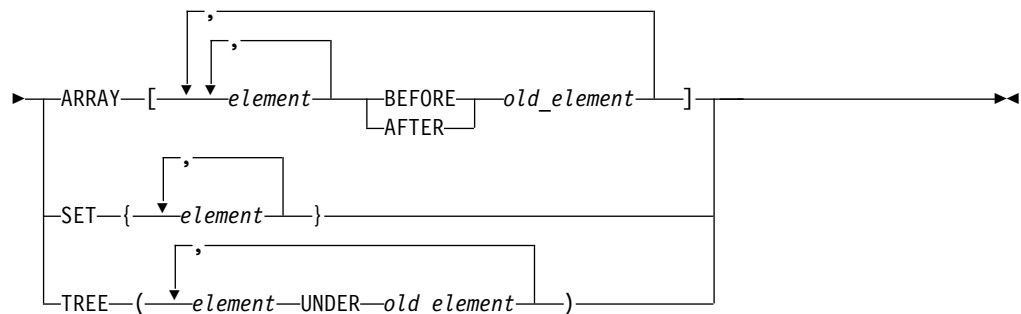 ,
,
ARRAY [ element BEFORE old_element ]
AFTER
,
SET { element }
,
TREE ( element UNDER old element )